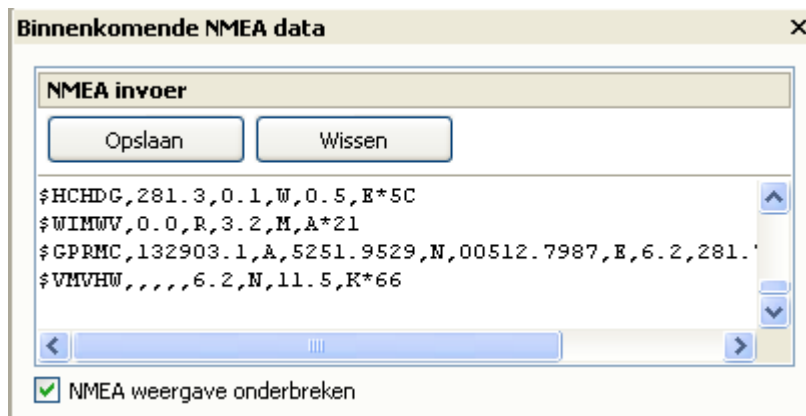 Binnenkomende NMEA data
NMEA invoer
Opslaan Wissen
$HCHDG,281.3,0.1,W,0.5,E*5C
$WIMWV,0.0,R,3.2,M,A*21
$GPRMC,132903.1,A,5251.9529,N,00512.7987,E,6.2,281.
$VMVHW,,,,,6.2,N,11.5,K*66
NMEA weergave onderbreken